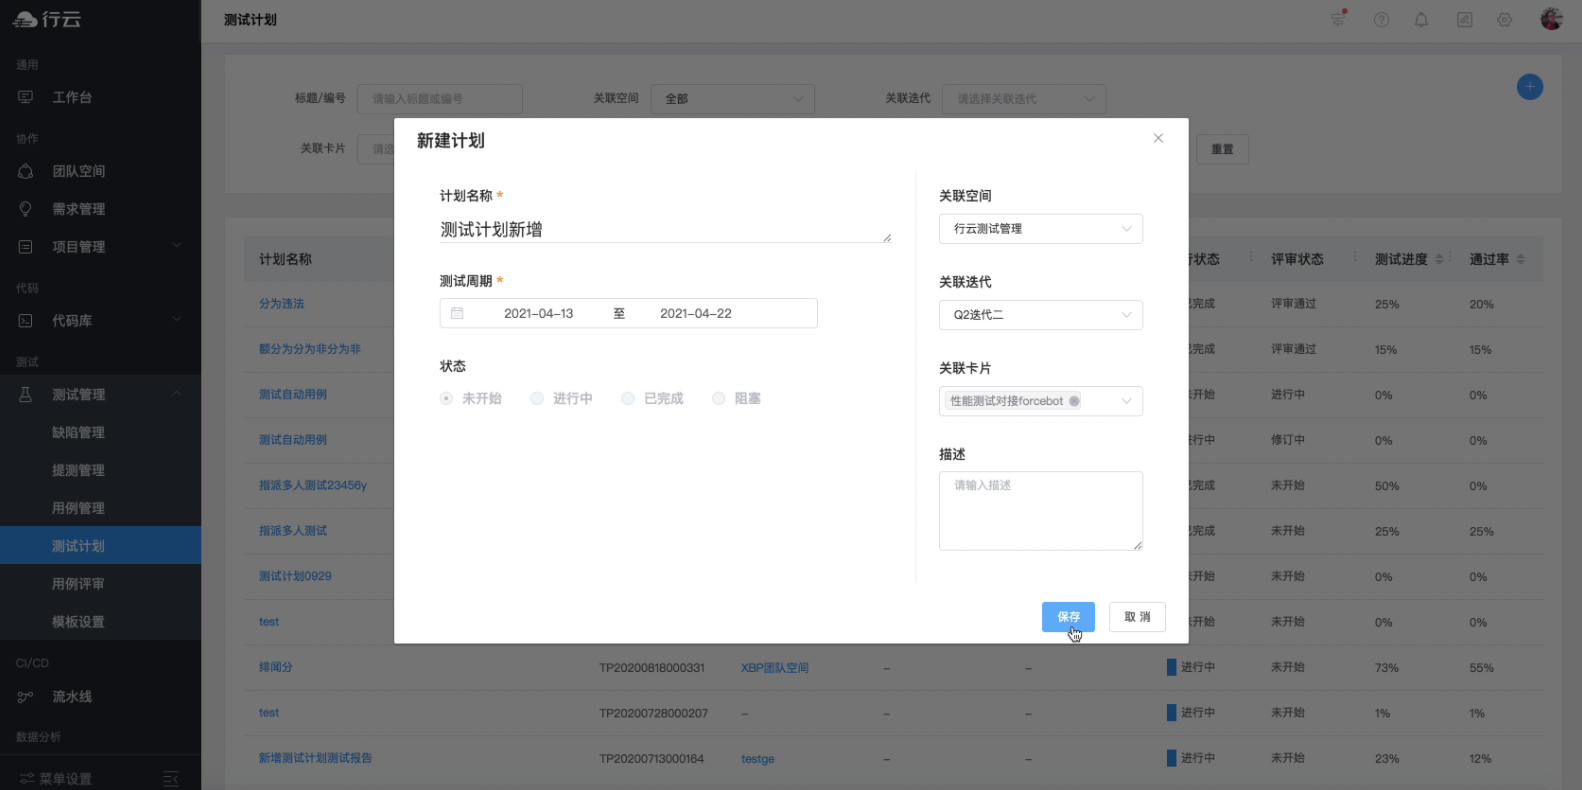 行云
测试计划
通用
工作台
协作
团队空间
需求管理
项目管理
代码
代码库
测试
测试管理
缺陷管理
提测管理
用例管理
测试计划
用例评审
模板设置
CI/CD
流水线
数据分析
菜单设置
标题/编号 请输入标题或编号 关联空间 全部 关联迭代 请选择关联迭代
关联卡片 请选 重置
新建计划
计划名称 *
测试计划新增
测试周期 *
2021-04-13 至 2021-04-22
状态
未开始 进行中 已完成 阻塞
关联空间
行云测试管理
关联迭代
Q2迭代二
关联卡片
性能测试对接forcebot
描述
请输入描述
保存 取消
计划名称 状态 评审状态 测试进度 通过率
分为违法 完成 评审通过 25% 20%
额分为分为非分为非 完成 评审通过 15% 15%
测试自动用例 开始 进行中 0% 0%
测试自动用例 行中 修订中 0% 0%
指派多人测试23456y 完成 未开始 50% 0%
指派多人测试 完成 未开始 25% 25%
测试计划0929 开始 未开始 0% 0%
test 开始 未开始 0% 0%
绯闻分 TP20200818000331 XBP团队空间 – – 进行中 未开始 73% 55%
test TP20200728000207 – – – 进行中 未开始 1% 1%
新增测试计划测试报告 TP20200713000164 testge – – 进行中 未开始 23% 12%